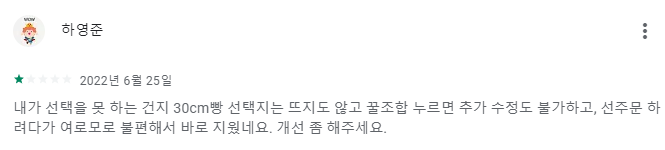 WOW
하영준
2022년 6월 25일
내가 선택을 못 하는 건지 30cm빵 선택지는 뜨지도 않고 꿀조합 누르면 추가 수정도 불가하고, 선주문 하
려다가 여로모로 불편해서 바로 지웠네요. 개선 좀 해주세요.